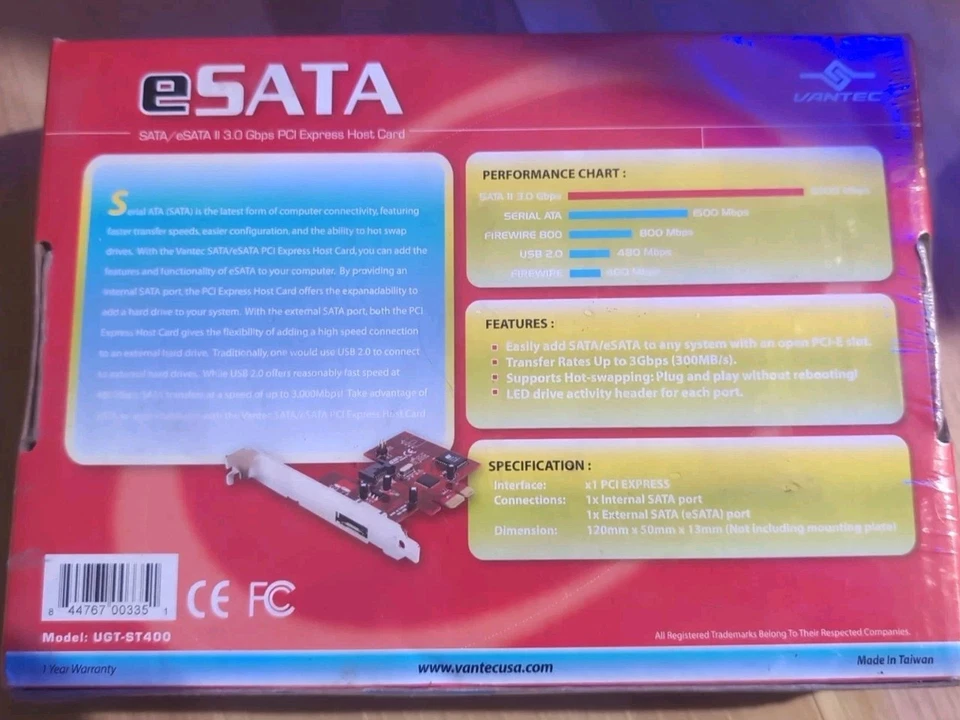 eSATA
VANTEC
SATA/eSATA II 3.0 Gbps PCI Express Host Card
Serial ATA (SATA) is the latest form of computer connectivity, featuring
faster transfer speeds, easier configuration, and the ability to hot swap
drives. With the Vantec SATA/eSATA PCI Express Host Card, you can add the
features and functionality of eSATA to your computer. By providing an
internal SATA port, the PCI Express Host Card offers the expanadability to
add a hard drive to your system. With the external SATA port, both the PCI
Express Host Card gives the flexibility of adding a high speed connection
to an external hard drive. Traditionally, one would use USB 2.0 to connect
to external hard drives. While USB 2.0 offers reasonably fast speed at
SATA transfers at a speed of up to 3,000Mbps! Take advantage of
with the Vantec SATA/eSATA PCI Express Host Card
PERFORMANCE CHART :
SATA II 3.0 Gbps Mbps
SERIAL ATA Mbps
FIREWIRE 800 800 Mbps
USB 2.0 480 Mbps
FIREWIRE 400 Mbps
FEATURES :
Easily add SATA/eSATA to any system with an open PCI-E slot.
Transfer Rates Up to 3Gbps (300MB/s).
Supports Hot-swapping: Plug and play without rebooting!
LED drive activity header for each port.
SPECIFICATION :
Interface: x1 PCI EXPRESS
Connections: 1x Internal SATA port
1x External SATA (eSATA) port
Dimension: 120mm x 50mm x 13mm (Not including mounting plate)
8 44767 00335 1
CE FC
Model: UGT-ST400
All Registered Trademarks Belong To Their Respected Companies.
1 Year Warranty
www.vantecusa.com
Made In Taiwan